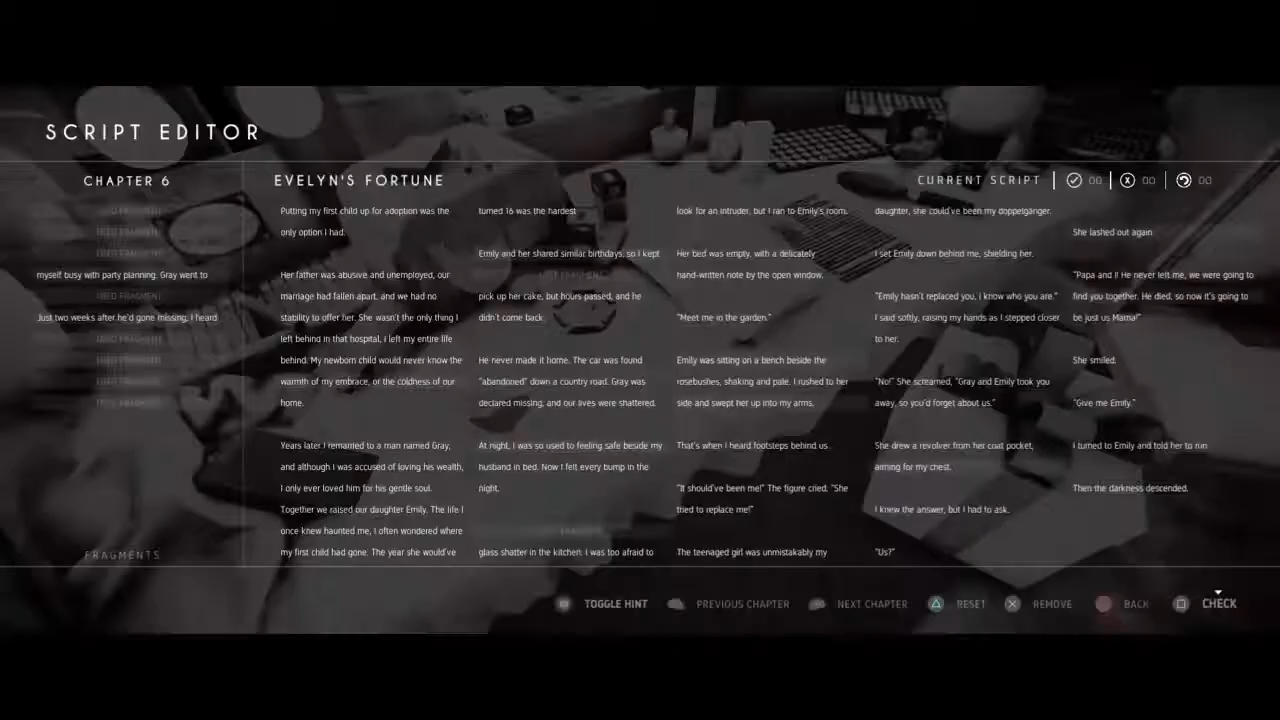 SCRIPT EDITOR
CHAPTER 6
EVELYN'S FORTUNE
CURRENT SCRIPT
00
00
00
USED FRAGMENT
USED FRAGMENT
USED FRAGMENT
myself busy with party planning. Gray went to
USED FRAGMENT
Just two weeks after he'd gone missing, I heard
USED FRAGMENT
USED FRAGMENT
USED FRAGMENT
USED FRAGMENT
FRAGMENTS
Putting my first child up for adoption was the
only option I had.
Her father was abusive and unemployed, our
marriage had fallen apart, and we had no
stability to offer her. She wasn't the only thing I
left behind in that hospital, I left my entire life
behind. My newborn child would never know the
warmth of my embrace, or the coldness of our
home.
Years later I remarried to a man named Gray,
and although I was accused of loving his wealth,
I only ever loved him for his gentle soul.
Together we raised our daughter Emily. The life I
once knew haunted me, I often wondered where
my first child had gone. The year she would've
turned 16 was the hardest
Emily and her shared similar birthdays, so I kept
FRAGMENT
pick up her cake, but hours passed, and he
didn't come back
He never made it home. The car was found
"abandoned" down a country road. Gray was
declared missing, and our lives were shattered.
At night, I was so used to feeling safe beside my
husband in bed. Now I felt every bump in the
night.
FRAGMENT
glass shatter in the kitchen. I was too afraid to
look for an intruder, but I ran to Emily's room.
Her bed was empty, with a delicately
hand-written note by the open window.
"Meet me in the garden."
Emily was sitting on a bench beside the
rosebushes, shaking and pale. I rushed to her
side and swept her up into my arms.
That's when I heard footsteps behind us
"It should've been me!" The figure cried, "She
tried to replace me!"
The teenaged girl was unmistakably my
daughter, she could've been my doppelgänger.
I set Emily down behind me, shielding her.
"Emily hasn't replaced you, I know who you are."
I said softly, raising my hands as I stepped closer
to her.
"No!" She screamed, "Gray and Emily took you
away, so you'd forget about us."
She drew a revolver from her coat pocket,
aiming for my chest.
I knew the answer, but I had to ask.
"Us?"
She lashed out again
"Papa and I! He never left me, we were going to
find you together. He died, so now it's going to
be just us Mama!"
She smiled.
"Give me Emily."
I turned to Emily and told her to run
Then the darkness descended.
TOGGLE HINT
PREVIOUS CHAPTER
NEXT CHAPTER
RESET
REMOVE
BACK
CHECK